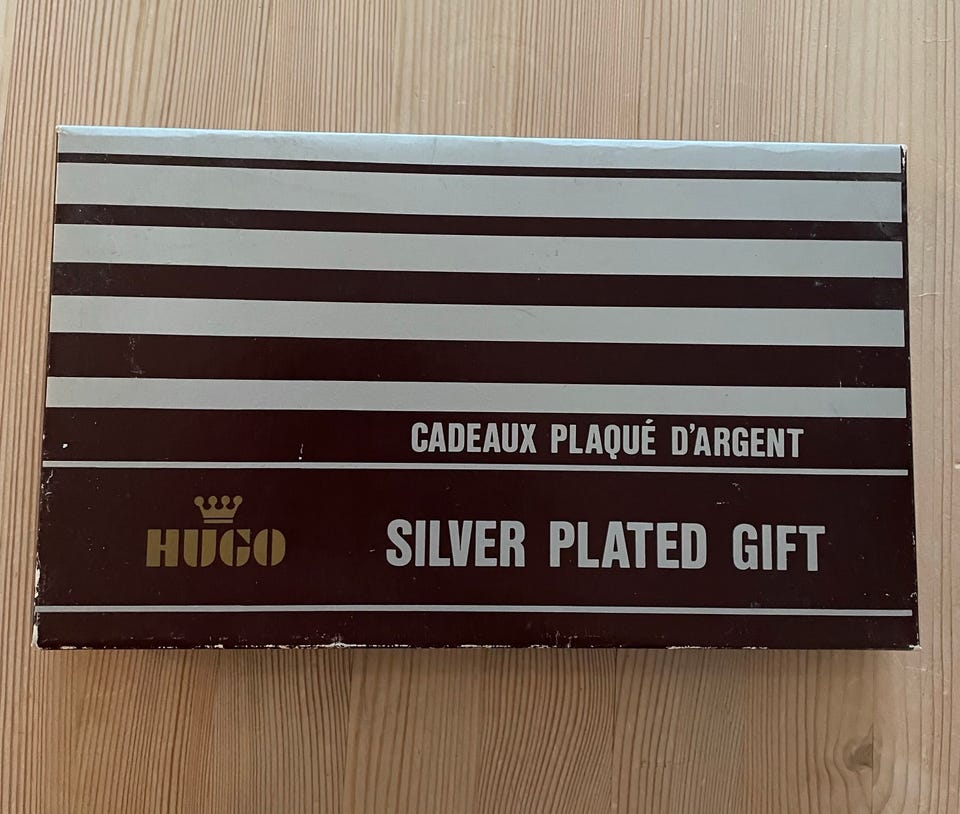 CADEAUX PLAQUÉ D'ARGENT
HUGO
SILVER PLATED GIFT